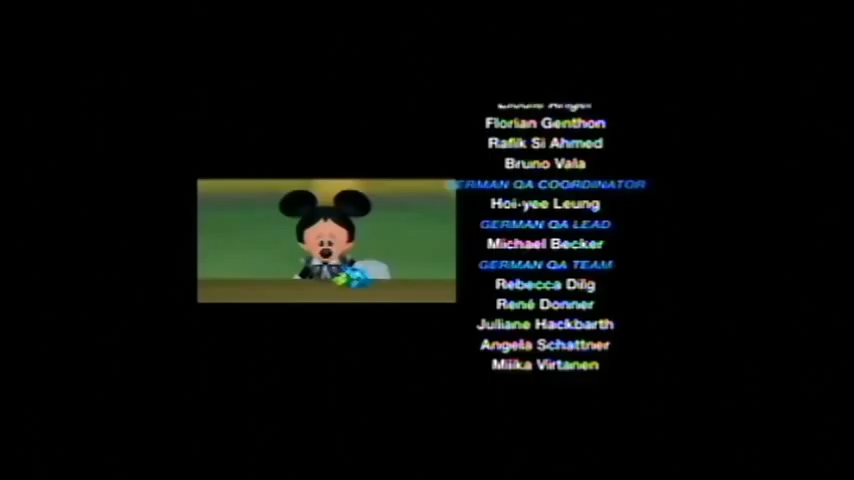 Florian Genthon
Rafik Si Ahmed
Bruno Vala
GERMAN QA COORDINATOR
Hoi-yee Leung
GERMAN QA LEAD
Michael Becker
GERMAN QA TEAM
Rebecca Dilg
René Donner
Juliane Hackbarth
Angela Schattner
Miika Virtanen